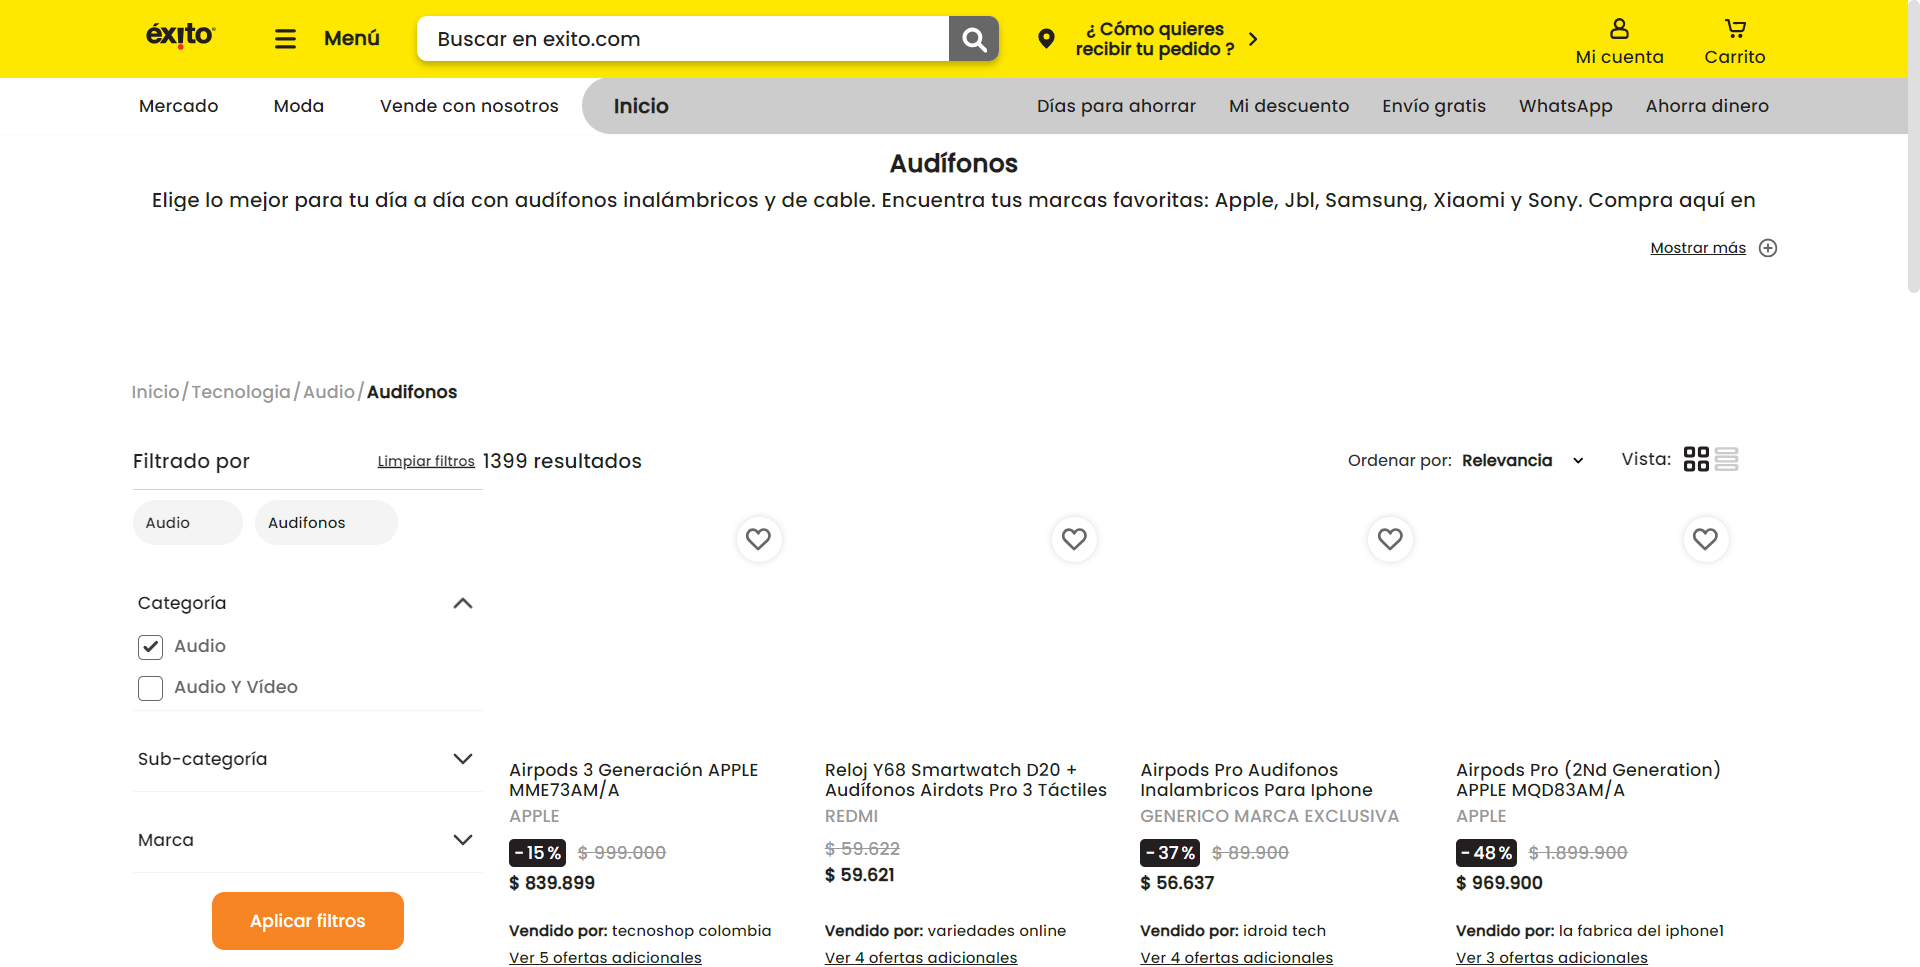 éxito
Menú
Buscar en exito.com
¿ Cómo quieres
recibir tu pedido ?
Mi cuenta
Carrito
Mercado
Moda
Vende con nosotros
Inicio
Días para ahorrar
Mi descuento
Envío gratis
WhatsApp
Ahorra dinero
Audífonos
Elige lo mejor para tu día a día con audífonos inalámbricos y de cable. Encuentra tus marcas favoritas: Apple, Jbl, Samsung, Xiaomi y Sony. Compra aquí en
Mostrar más
Inicio/Tecnologia/Audio/Audifonos
Filtrado por
Limpiar filtros
1399 resultados
Ordenar por: Relevancia
Vista:
Audio
Audifonos
Categoría
Audio
Audio Y Vídeo
Sub-categoría
Marca
Aplicar filtros
Airpods 3 Generación APPLE
MME73AM/A
APPLE
-15% $ 999.000
$ 839.899
Vendido por: tecnoshop colombia
Ver 5 ofertas adicionales
Reloj Y68 Smartwatch D20 +
Audífonos Airdots Pro 3 Táctiles
REDMI
$ 59.622
$ 59.621
Vendido por: variedades online
Ver 4 ofertas adicionales
Airpods Pro Audifonos
Inalambricos Para Iphone
GENERICO MARCA EXCLUSIVA
-37% $ 89.900
$ 56.637
Vendido por: idroid tech
Ver 4 ofertas adicionales
Airpods Pro (2Nd Generation)
APPLE MQD83AM/A
APPLE
-48% $ 1.899.900
$ 969.900
Vendido por: la fabrica del iphone1
Ver 3 ofertas adicionales